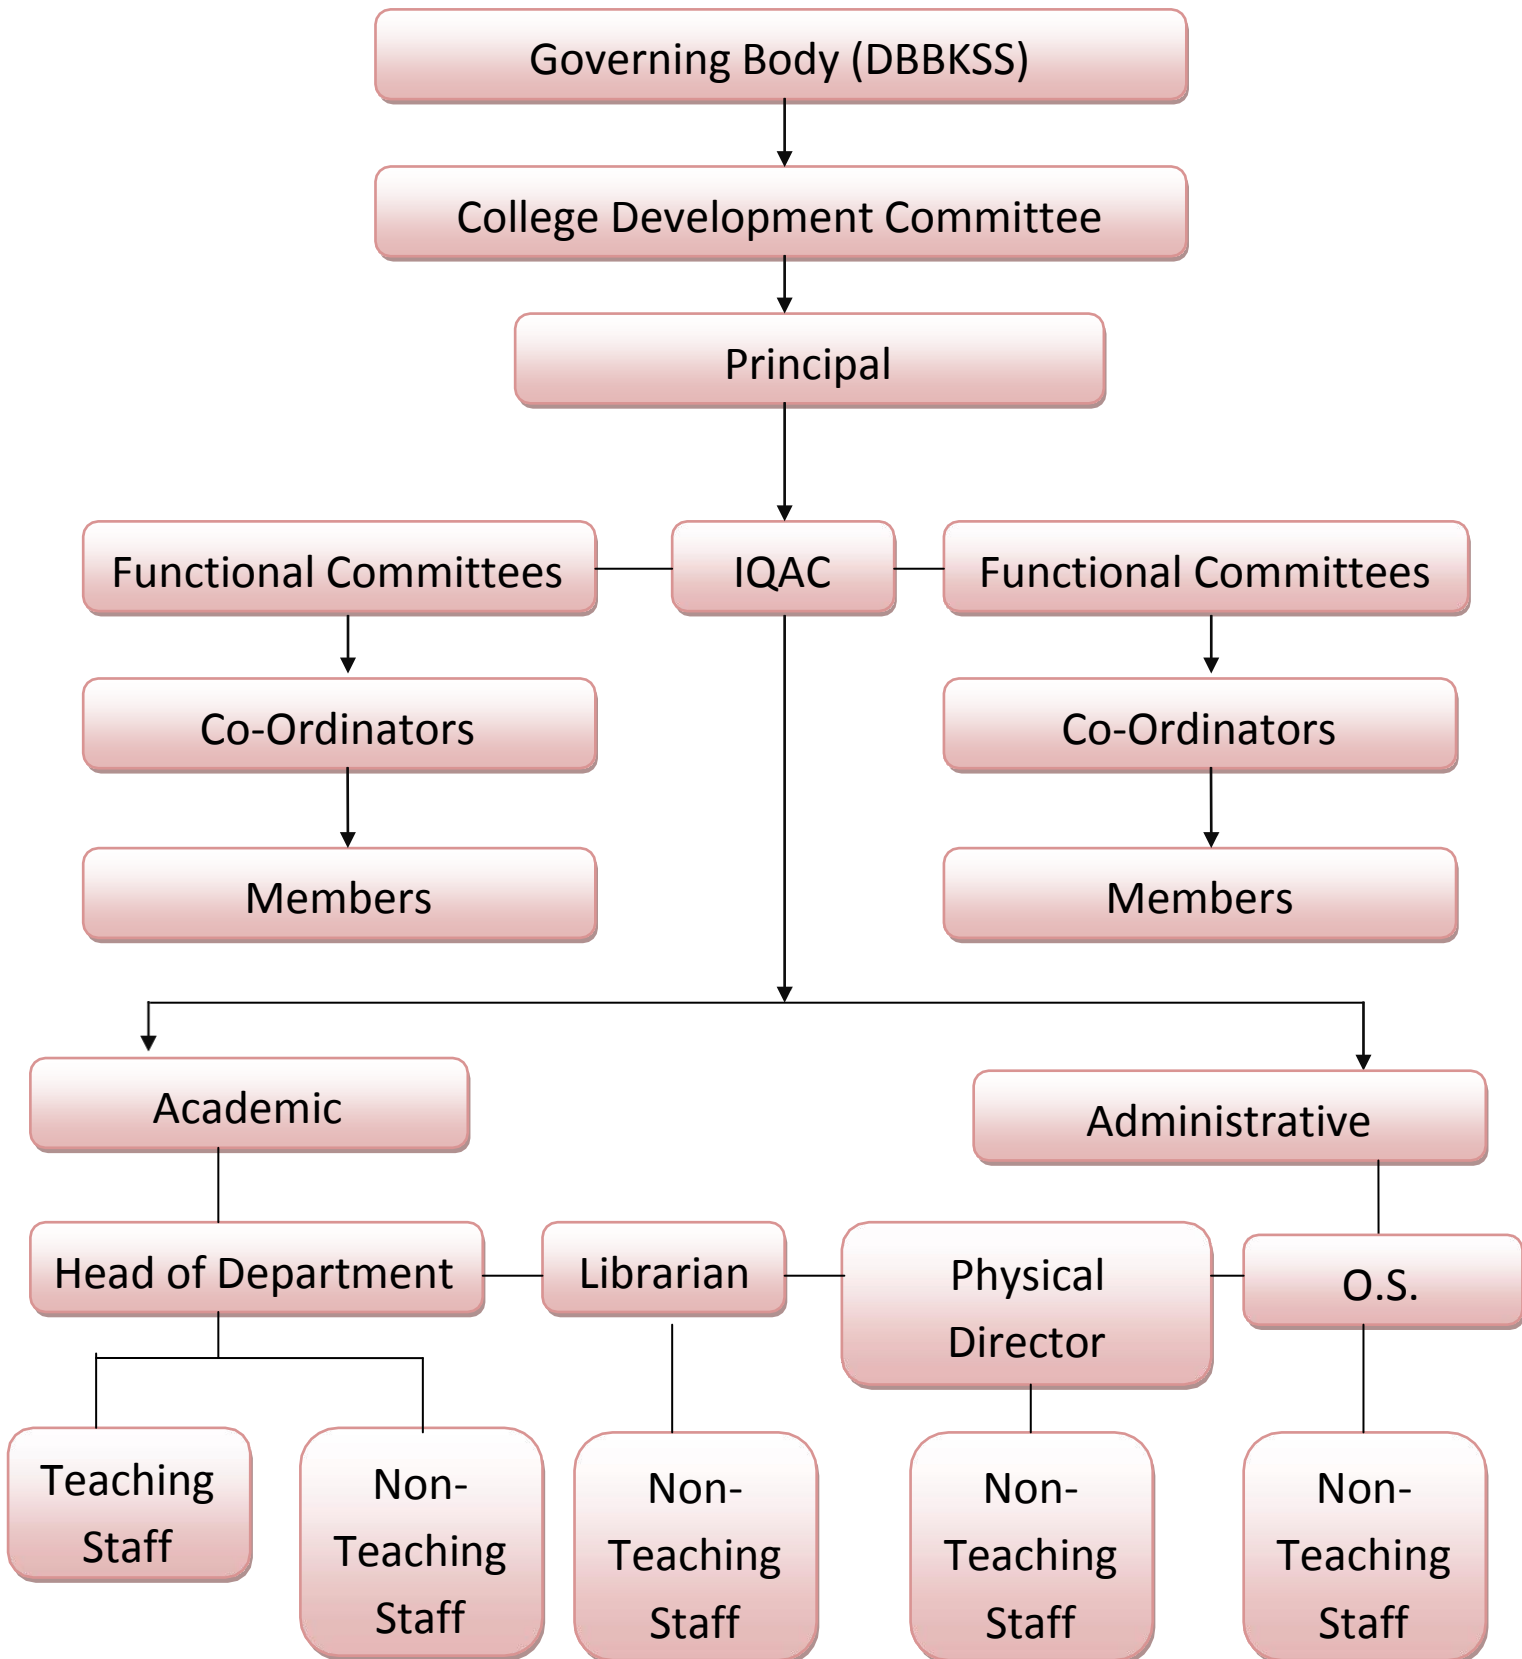 Governing Body (DBBKSS)
College Development Committee
Principal
Functional Committees
IQAC
Functional Committees
Co-Ordinators
Co-Ordinators
Members
Members
Academic
Administrative
Head of Department
Librarian
Physical
Director
O.S.
Teaching
Staff
Non-
Teaching
Staff
Non-
Teaching
Staff
Non-
Teaching
Staff
Non-
Teaching
Staff